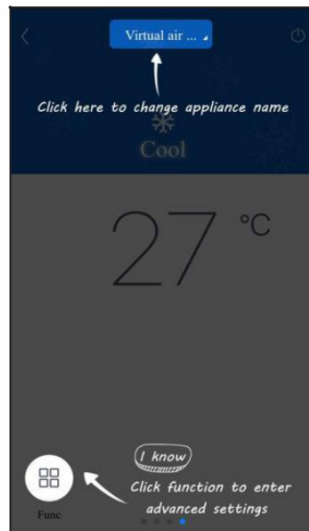 Virtual air ...
Click here to change appliance name
Cool
27 °C
I know
Click function to enter
advanced settings
Func